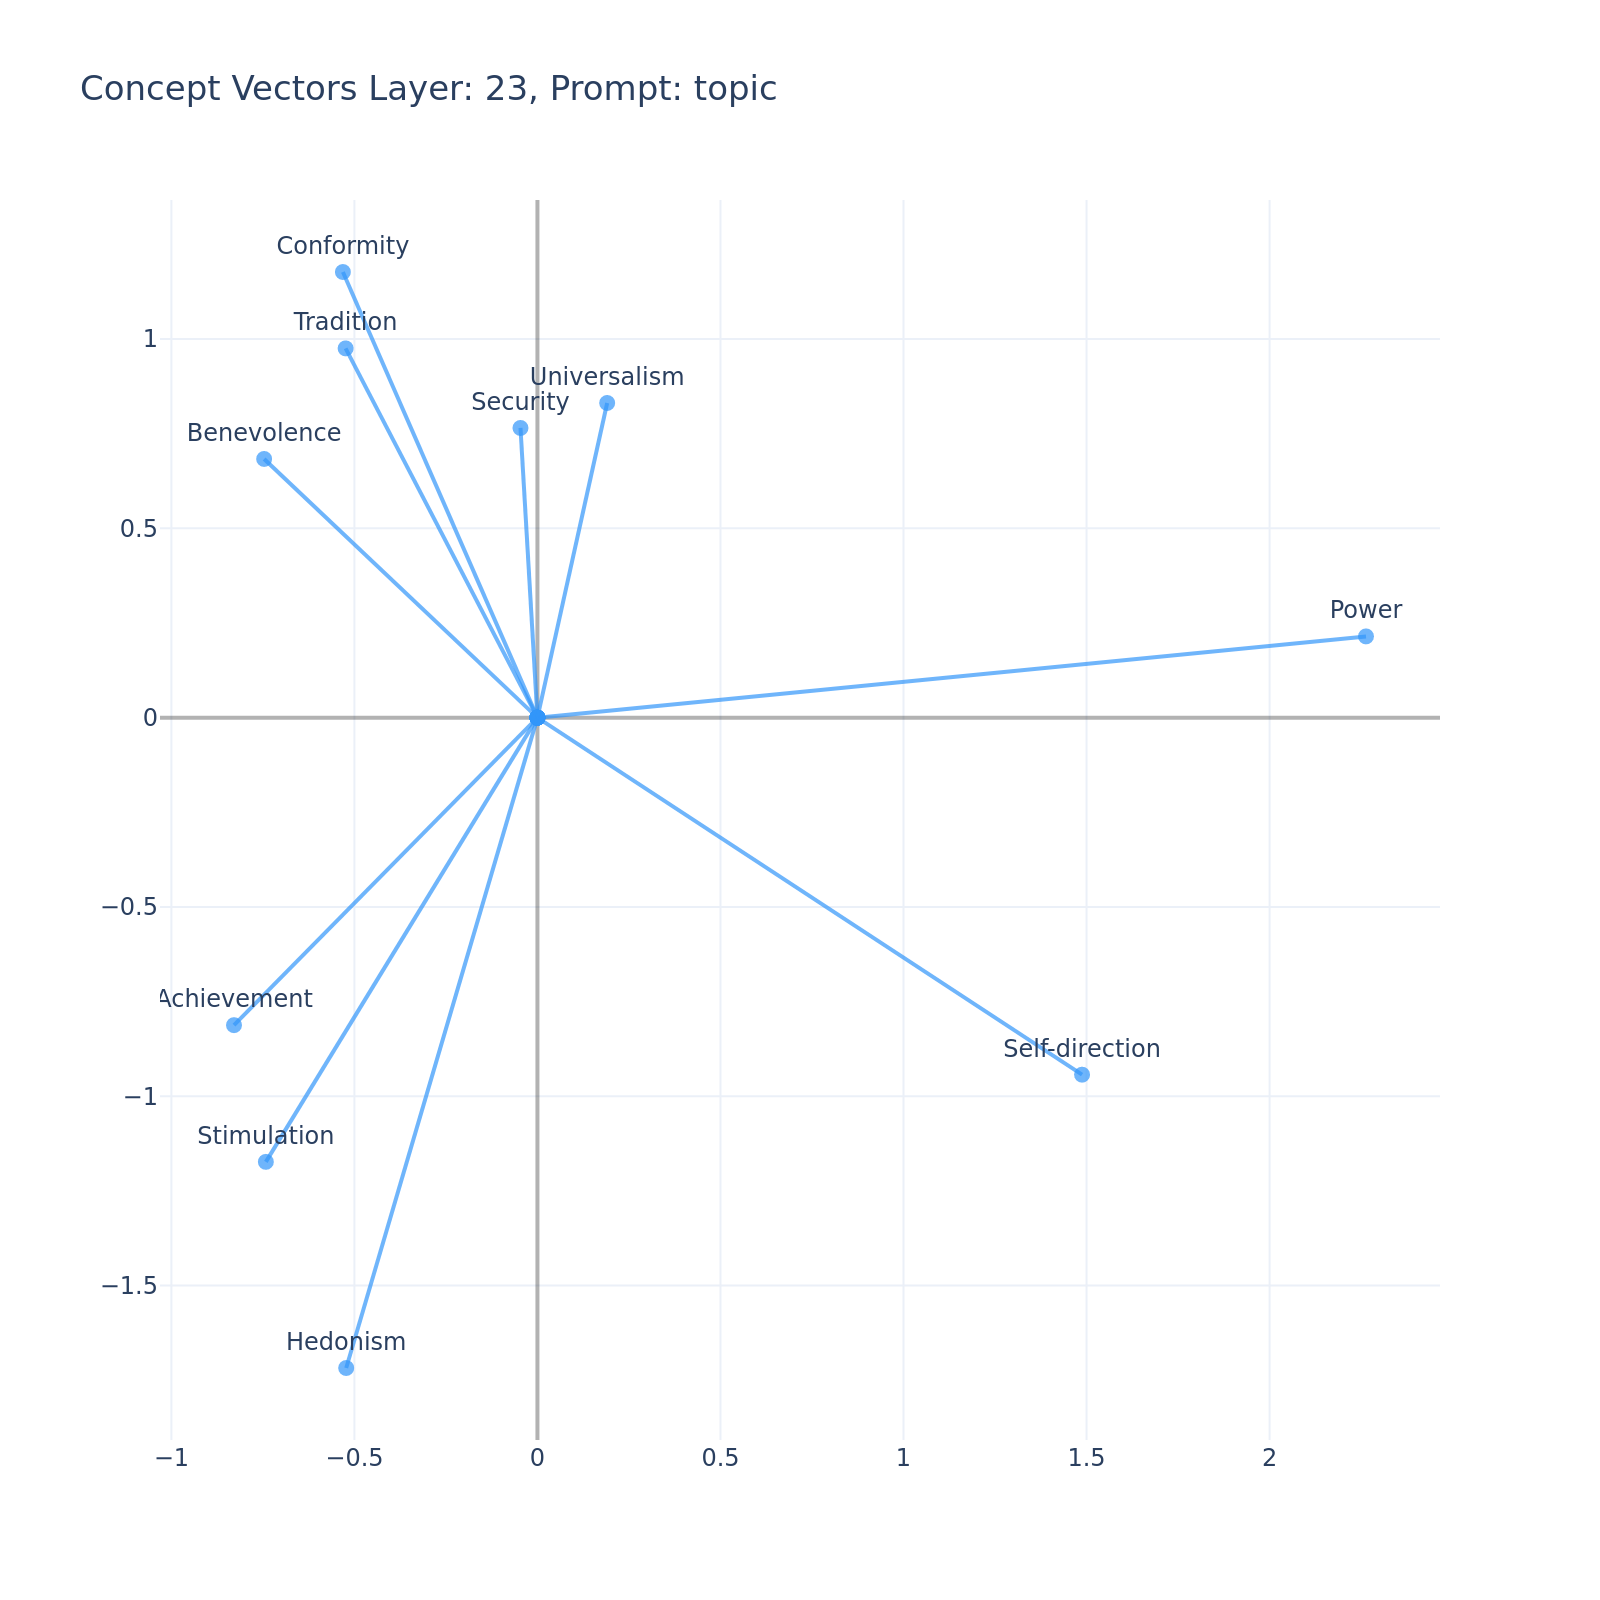 Concept Vectors Layer: 23, Prompt: topic
Conformity
Tradition
Universalism
Security
Benevolence
Power
Achievement
Self-direction
Stimulation
Hedonism
1
0.5
0
−0.5
−1
−1.5
−1
−0.5
0
0.5
1
1.5
2